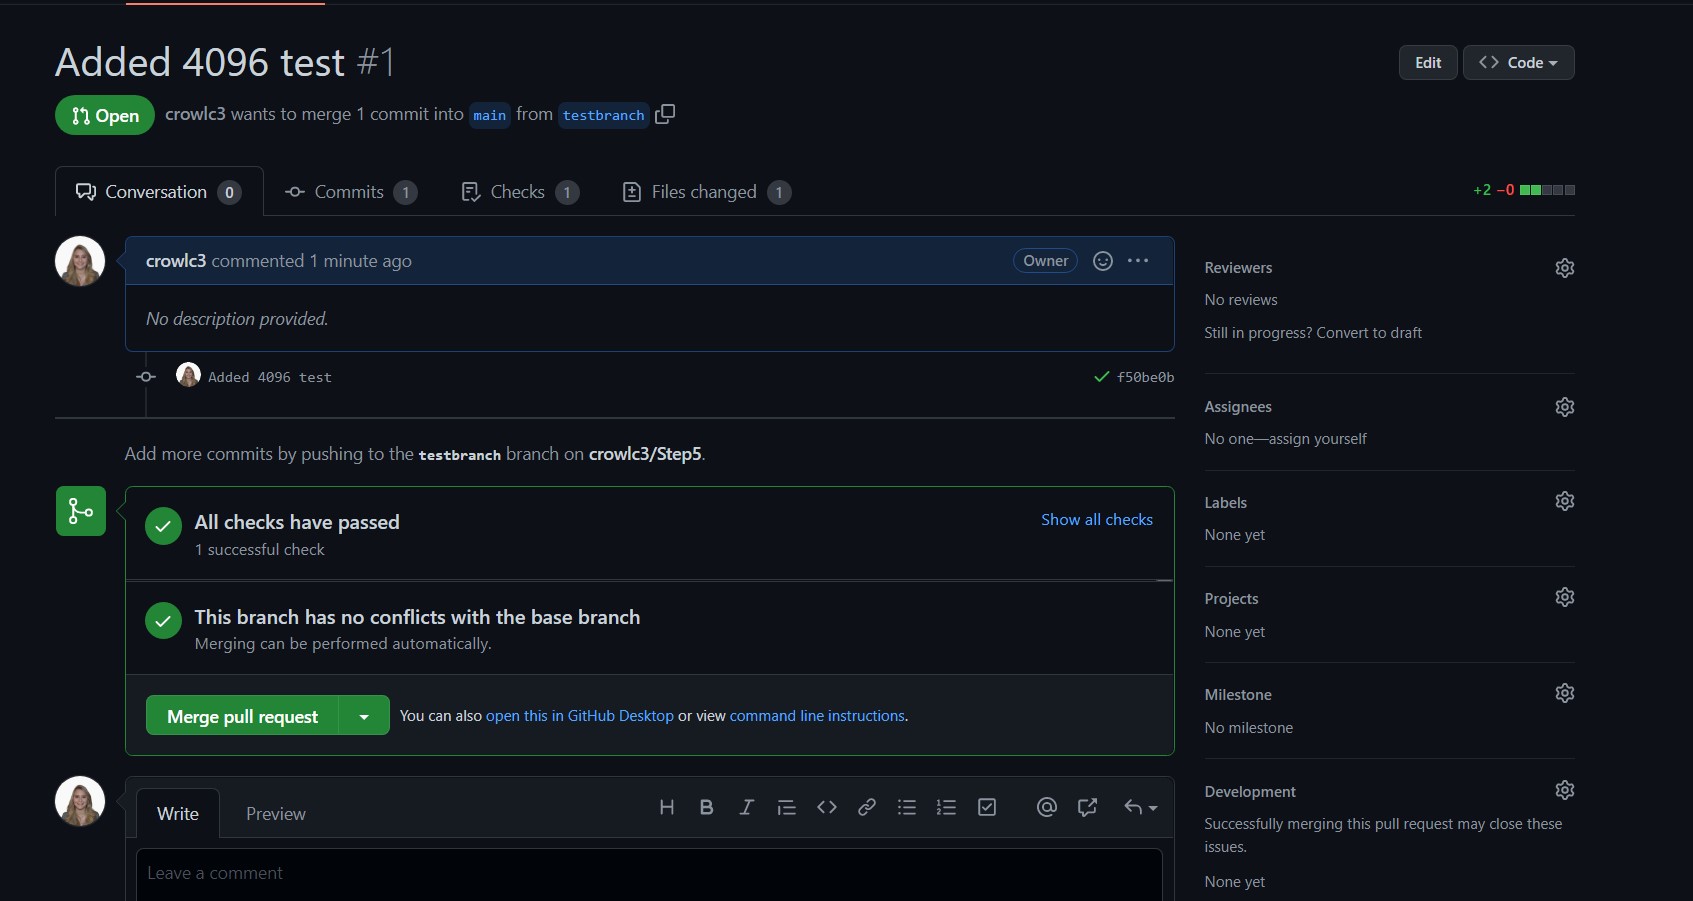 Added 4096 test #1
Edit
Code
Open
crowlc3 wants to merge 1 commit into main from testbranch
Conversation 0
Commits 1
Checks 1
Files changed 1
+2 −0
crowlc3 commented 1 minute ago
Owner
No description provided.
Added 4096 test
f50be0b
Add more commits by pushing to the testbranch branch on crowlc3/Step5.
All checks have passed
1 successful check
Show all checks
This branch has no conflicts with the base branch
Merging can be performed automatically.
Merge pull request
You can also open this in GitHub Desktop or view command line instructions.
Write
Preview
Leave a comment
Reviewers
No reviews
Still in progress? Convert to draft
Assignees
No one—assign yourself
Labels
None yet
Projects
None yet
Milestone
No milestone
Development
Successfully merging this pull request may close these
issues.
None yet